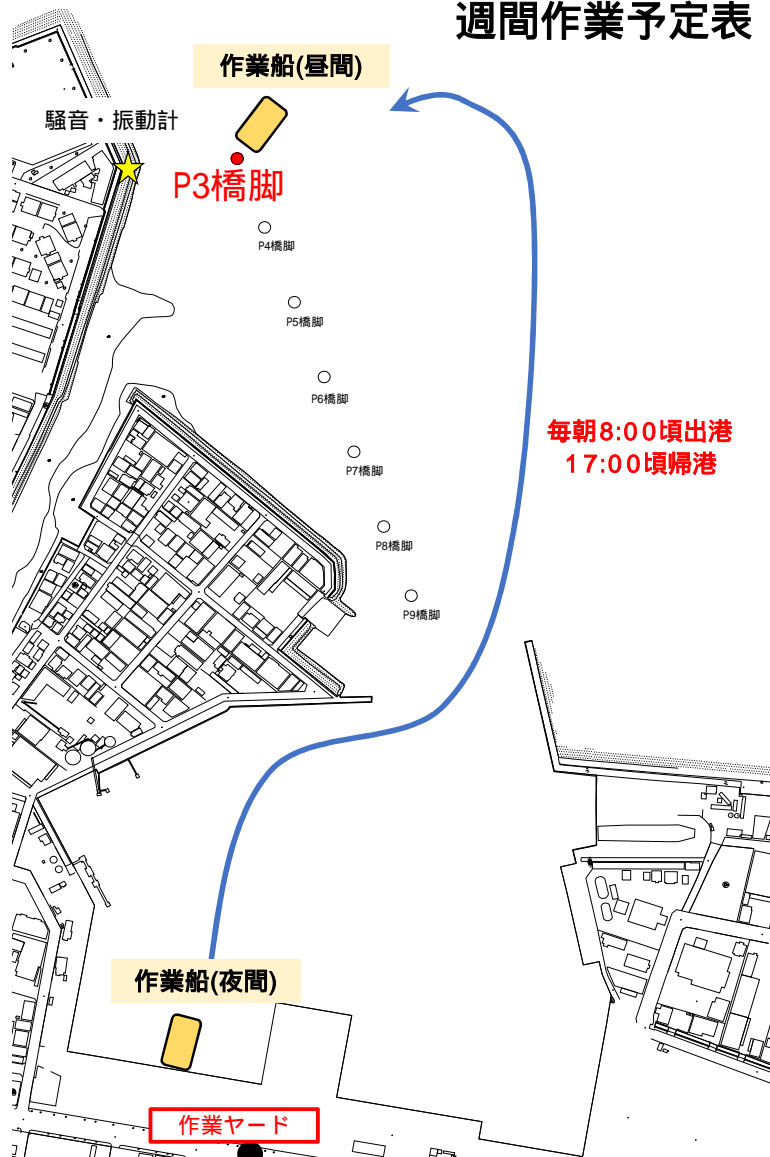 週間作業予定表
作業船(昼間)
騒音・振動計
P3橋脚
P4橋脚
P5橋脚
P6橋脚
毎朝8:00頃出港
17:00頃帰港
P7橋脚
P8橋脚
P9橋脚
作業船(夜間)
作業ヤード